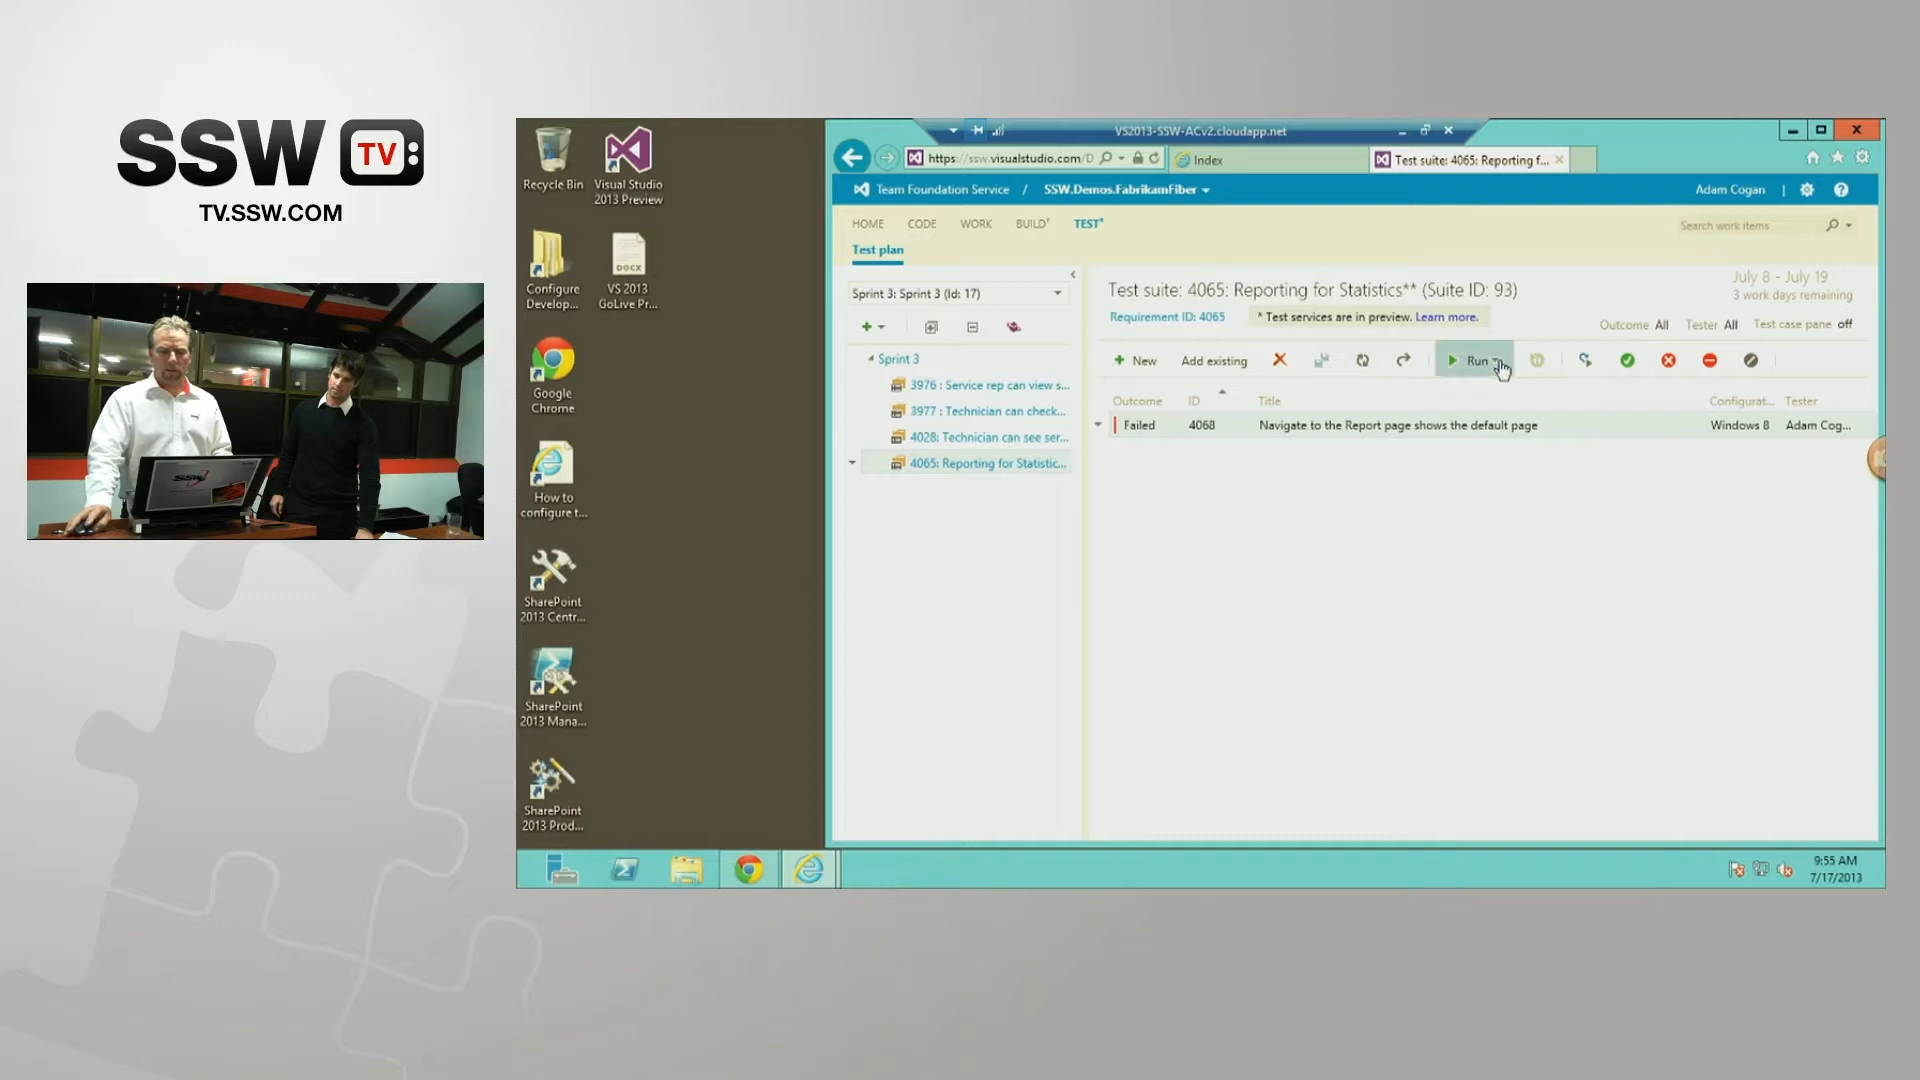 SSW TV:
TV.SSW.COM
SSW
Recycle Bin
Visual Studio
2013 Preview
Configure
Develop...
DOCX
VS 2013
GoLive Pr...
Google
Chrome
How to
configure t...
SharePoint
2013 Centr...
SharePoint
2013 Mana...
SharePoint
2013 Prod...
VS2013-SSW-ACv2.cloudapp.net
https://ssw.visualstudio.com/D
Index
Test suite: 4065: Reporting f...
Team Foundation Service / SSW.Demos.FabrikamFiber
Adam Cogan
HOME CODE WORK BUILD* TEST*
Search work items
Test plan
Sprint 3: Sprint 3 (Id: 17)
Sprint 3
3976 : Service rep can view s...
3977 : Technician can check...
4028: Technician can see ser...
4065: Reporting for Statistic...
Test suite: 4065: Reporting for Statistics** (Suite ID: 93)
July 8 - July 19
3 work days remaining
Requirement ID: 4065
* Test services are in preview. Learn more.
Outcome All Tester All Test case pane off
New Add existing Run
Outcome ID Title Configurat... Tester
Failed 4068 Navigate to the Report page shows the default page Windows 8 Adam Cog...
9:55 AM
7/17/2013